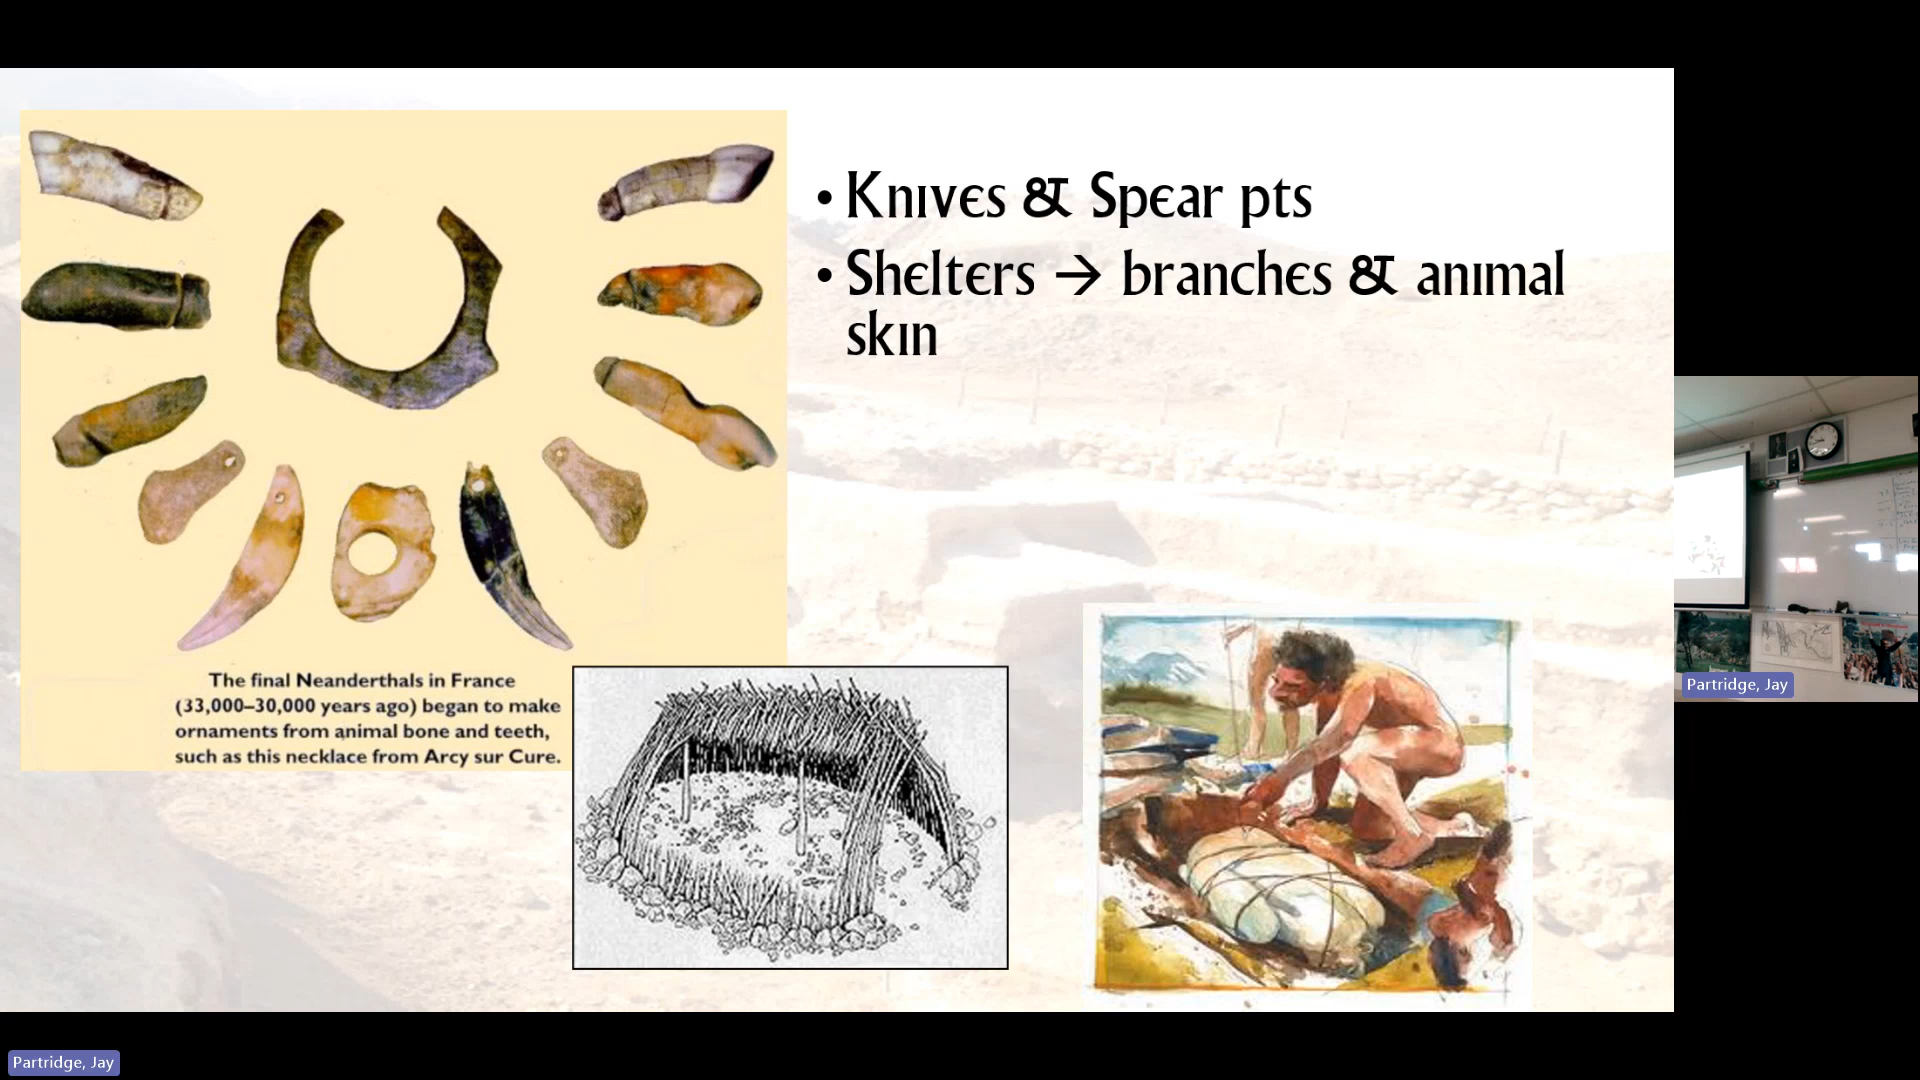 • Knives & Spear pts
• Shelters → branches & animal
skin
The final Neanderthals in France
(33,000–30,000 years ago) began to make
ornaments from animal bone and teeth,
such as this necklace from Arcy sur Cure.
Partridge, Jay
Partridge, Jay